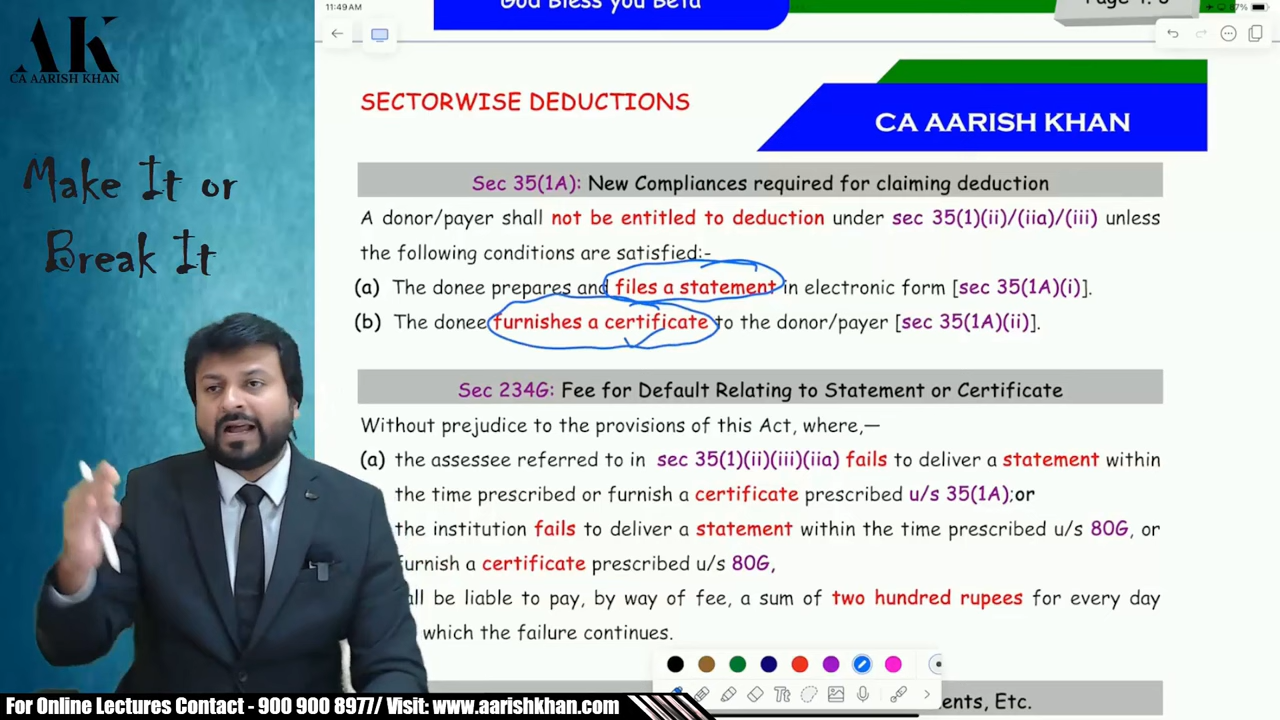 God Bless you Beta
11:49 AM
87%
AK
CA AARISH KHAN
Make It or
Break It
SECTORWISE DEDUCTIONS
CA AARISH KHAN
Sec 35(1A): New Compliances required for claiming deduction
A donor/payer shall not be entitled to deduction under sec 35(1)(ii)/(iia)/(iii) unless
the following conditions are satisfied:-
(a) The donee prepares and files a statement in electronic form [sec 35(1A)(i)].
(b) The donee furnishes a certificate to the donor/payer [sec 35(1A)(ii)].
Sec 234G: Fee for Default Relating to Statement or Certificate
Without prejudice to the provisions of this Act, where,—
(a) the assessee referred to in sec 35(1)(ii)(iii)(iia) fails to deliver a statement within
the time prescribed or furnish a certificate prescribed u/s 35(1A);or
the institution fails to deliver a statement within the time prescribed u/s 80G, or
a certificate prescribed u/s 80G,
be liable to pay, by way of fee, a sum of two hundred rupees for every day
which the failure continues.
Tt
Etc.
For Online Lectures Contact - 900 900 8977/ Visit: www.aarishkhan.com